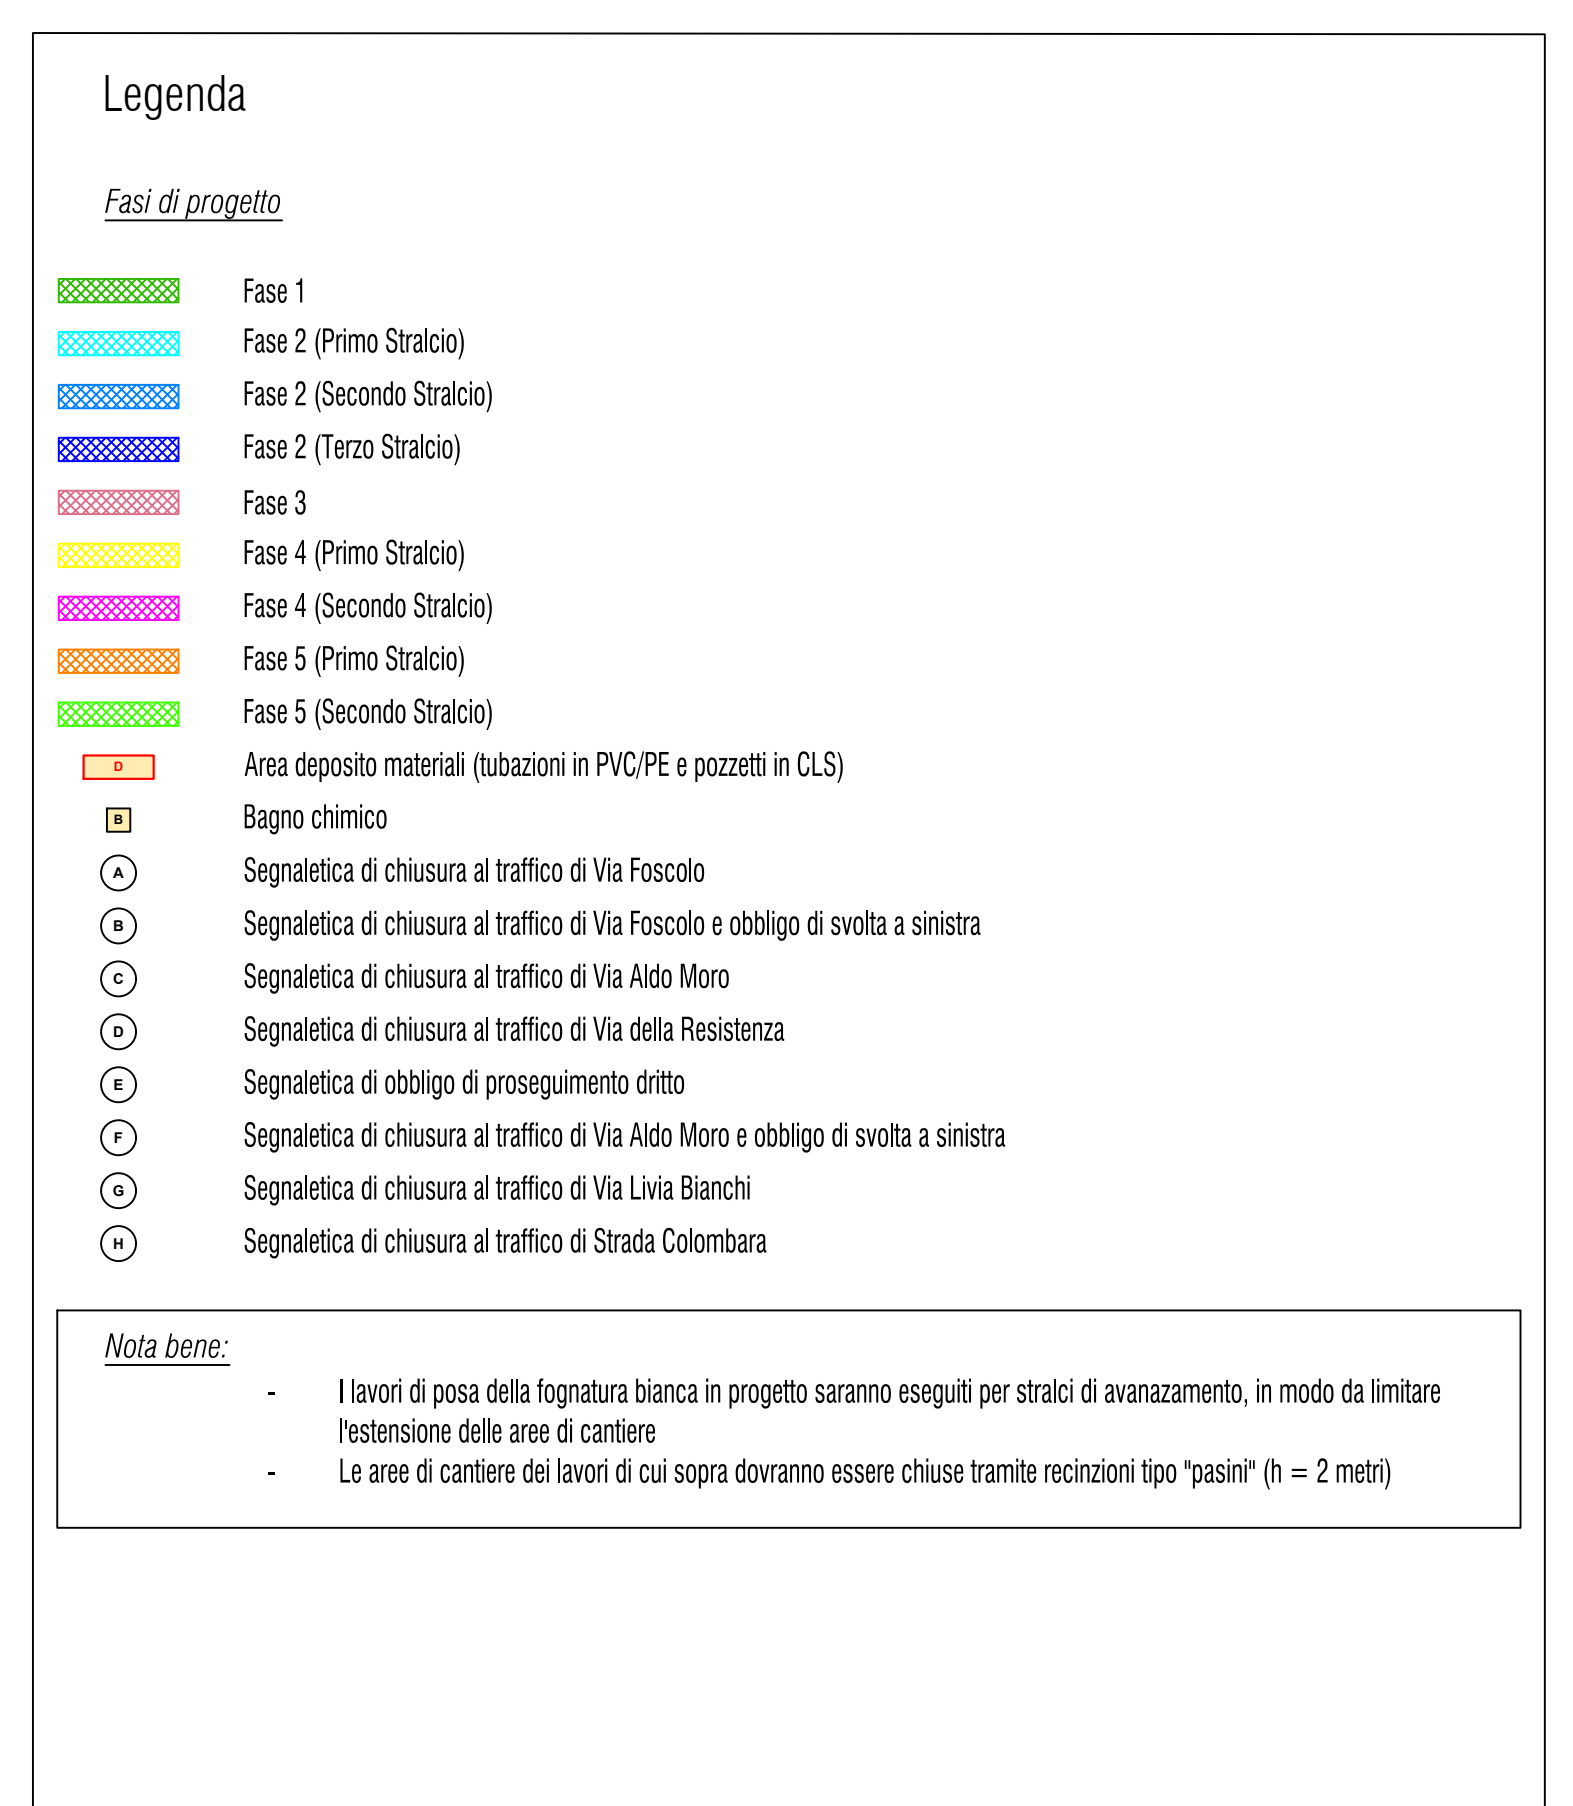 Legenda
Fasi di progetto
Fase 1
Fase 2 (Primo Stralcio)
Fase 2 (Secondo Stralcio)
Fase 2 (Terzo Stralcio)
Fase 3
Fase 4 (Primo Stralcio)
Fase 4 (Secondo Stralcio)
Fase 5 (Primo Stralcio)
Fase 5 (Secondo Stralcio)
D Area deposito materiali (tubazioni in PVC/PE e pozzetti in CLS)
B Bagno chimico
A Segnaletica di chiusura al traffico di Via Foscolo
B Segnaletica di chiusura al traffico di Via Foscolo e obbligo di svolta a sinistra
C Segnaletica di chiusura al traffico di Via Aldo Moro
D Segnaletica di chiusura al traffico di Via della Resistenza
E Segnaletica di obbligo di proseguimento dritto
F Segnaletica di chiusura al traffico di Via Aldo Moro e obbligo di svolta a sinistra
G Segnaletica di chiusura al traffico di Via Livia Bianchi
H Segnaletica di chiusura al traffico di Strada Colombara
Nota bene:
- I lavori di posa della fognatura bianca in progetto saranno eseguiti per stralci di avanazamento, in modo da limitare
l'estensione delle aree di cantiere
- Le aree di cantiere dei lavori di cui sopra dovranno essere chiuse tramite recinzioni tipo "pasini" (h = 2 metri)